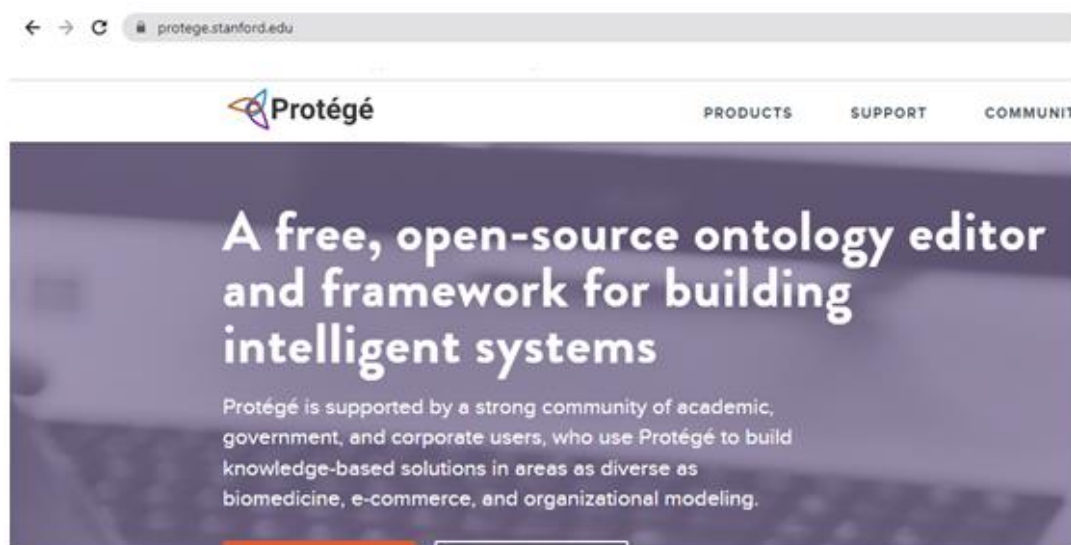 protege.stanford.edu
Protégé
PRODUCTS SUPPORT COMMUNIT
A free, open-source ontology editor
and framework for building
intelligent systems
Protégé is supported by a strong community of academic,
government, and corporate users, who use Protégé to build
knowledge-based solutions in areas as diverse as
biomedicine, e-commerce, and organizational modeling.